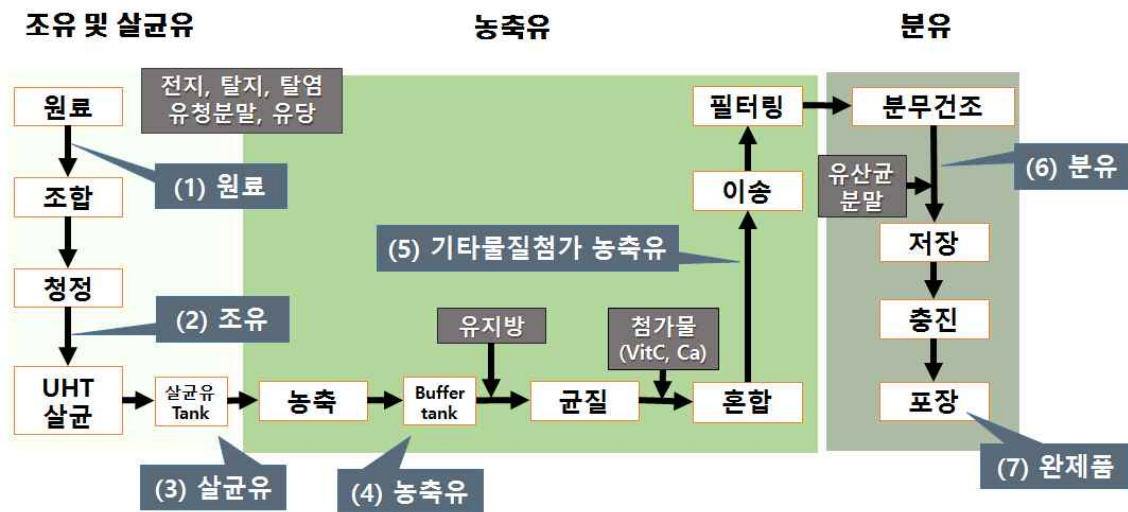 조유 및 살균유
농축유
분유
전지, 탈지, 탈염
유청분말, 유당
원료
(1) 원료
조합
청정
(2) 조유
UHT
살균
살균유
Tank
(3) 살균유
농축
Buffer
tank
(4) 농축유
유지방
균질
첨가물
(VitC, Ca)
혼합
(5) 기타물질첨가 농축유
이송
필터링
분무건조
유산균
분말
(6) 분유
저장
충진
포장
(7) 완제품